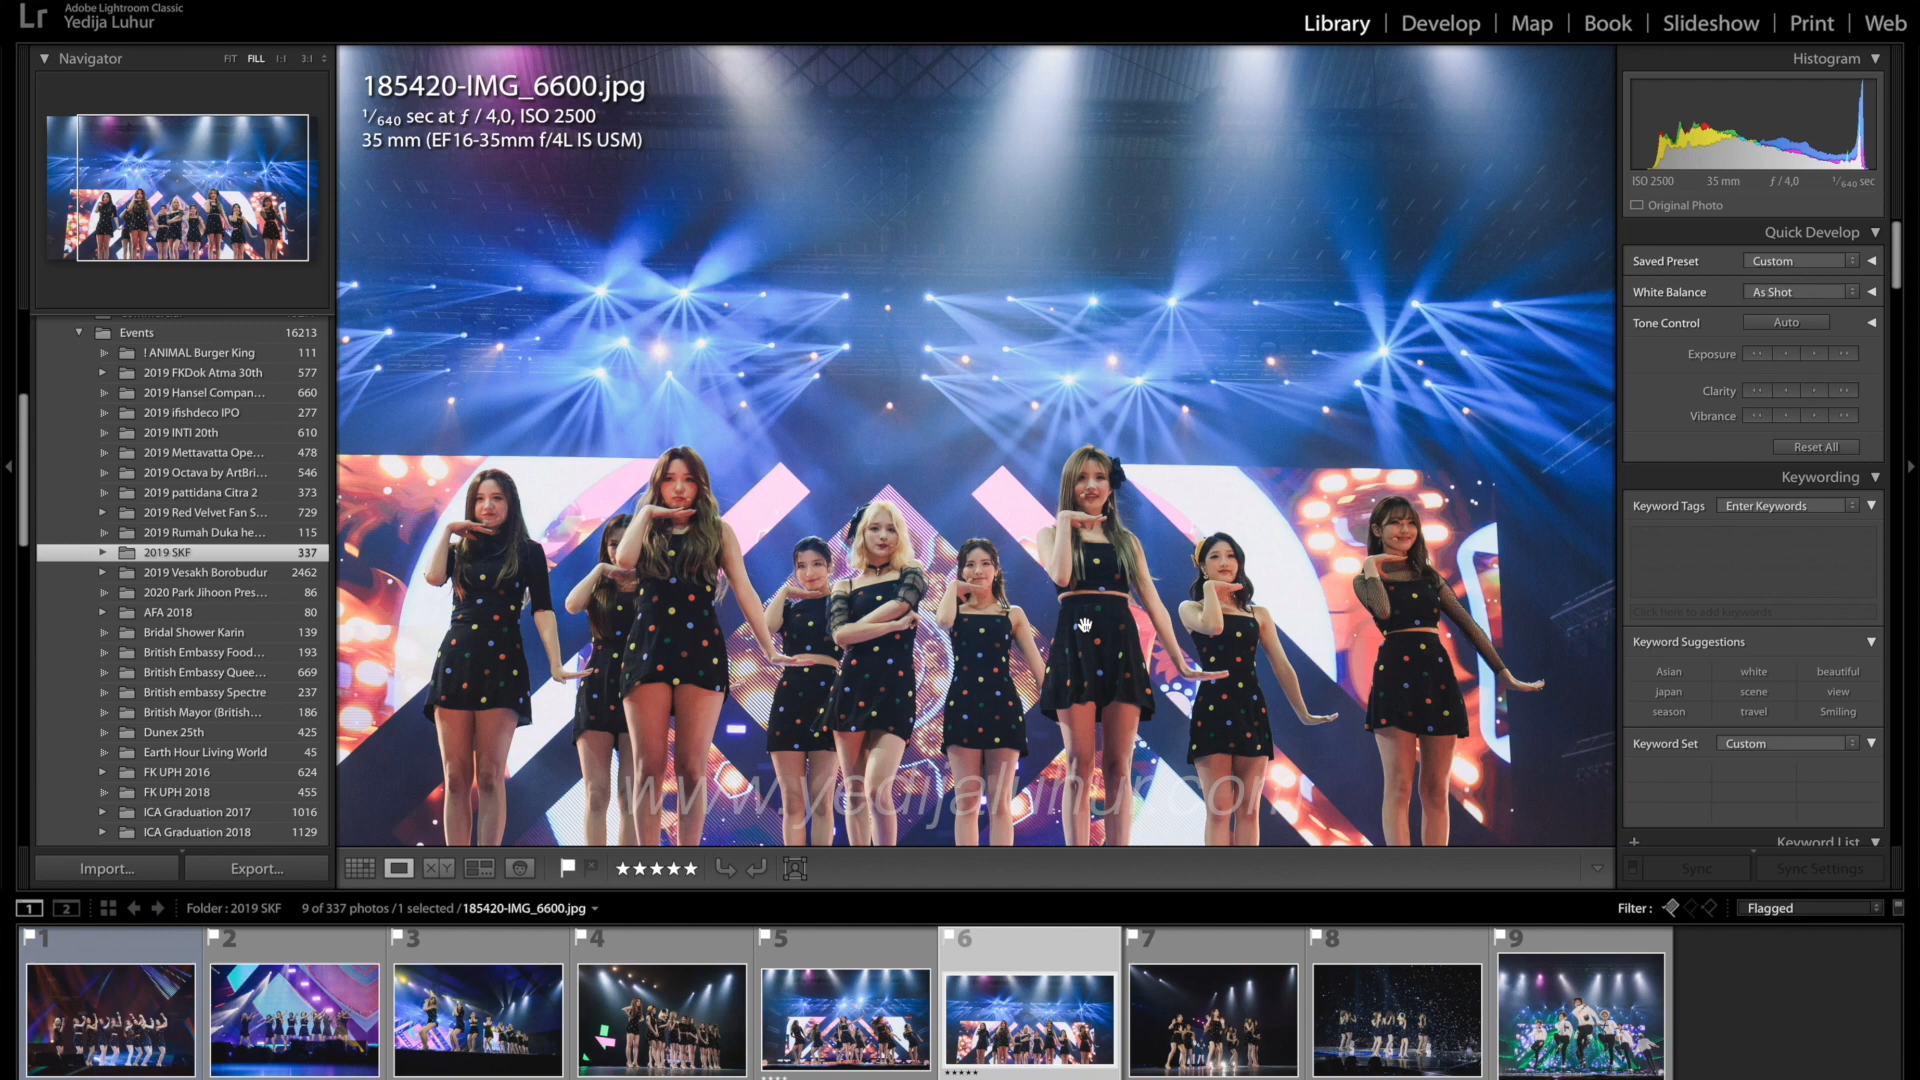 Lr
Adobe Lightroom Classic
Yedija Luhur
Library | Develop | Map | Book | Slideshow | Print | Web
Navigator FIT FILL 1:1 3:1
Events 16213
! ANIMAL Burger King 111
2019 FKDok Atma 30th 577
2019 Hansel Compan... 660
2019 ifishdeco IPO 277
2019 INTI 20th 610
2019 Mettavatta Ope... 478
2019 Octava by ArtBri... 546
2019 pattidana Citra 2 373
2019 Red Velvet Fan S... 729
2019 Rumah Duka he... 115
2019 SKF 337
2019 Vesakh Borobudur 2462
2020 Park Jihoon Pres... 86
AFA 2018 80
Bridal Shower Karin 139
British Embassy Food... 193
British Embassy Quee... 669
British embassy Spectre 237
British Mayor (British... 186
Dunex 25th 425
Earth Hour Living World 45
FK UPH 2016 624
FK UPH 2018 455
ICA Graduation 2017 1016
ICA Graduation 2018 1129
Import... Export...
185420-IMG_6600.jpg
1/640 sec at ƒ / 4,0, ISO 2500
35 mm (EF16-35mm f/4L IS USM)
www.yedijaluhur.com
X Y
Histogram
ISO 2500 35 mm ƒ / 4,0 1/640 sec
Original Photo
Quick Develop
Saved Preset Custom
White Balance As Shot
Tone Control Auto
Exposure
Clarity
Vibrance
Reset All
Keywording
Keyword Tags Enter Keywords
Click here to add keywords
Keyword Suggestions
Asian white beautiful
japan scene view
season travel Smiling
Keyword Set Custom
+ Keyword List
Sync Sync Settings
1 2 Folder : 2019 SKF 9 of 337 photos /1 selected /185420-IMG_6600.jpg
Filter : Flagged
1 2 3 4 5 6 7 8 9